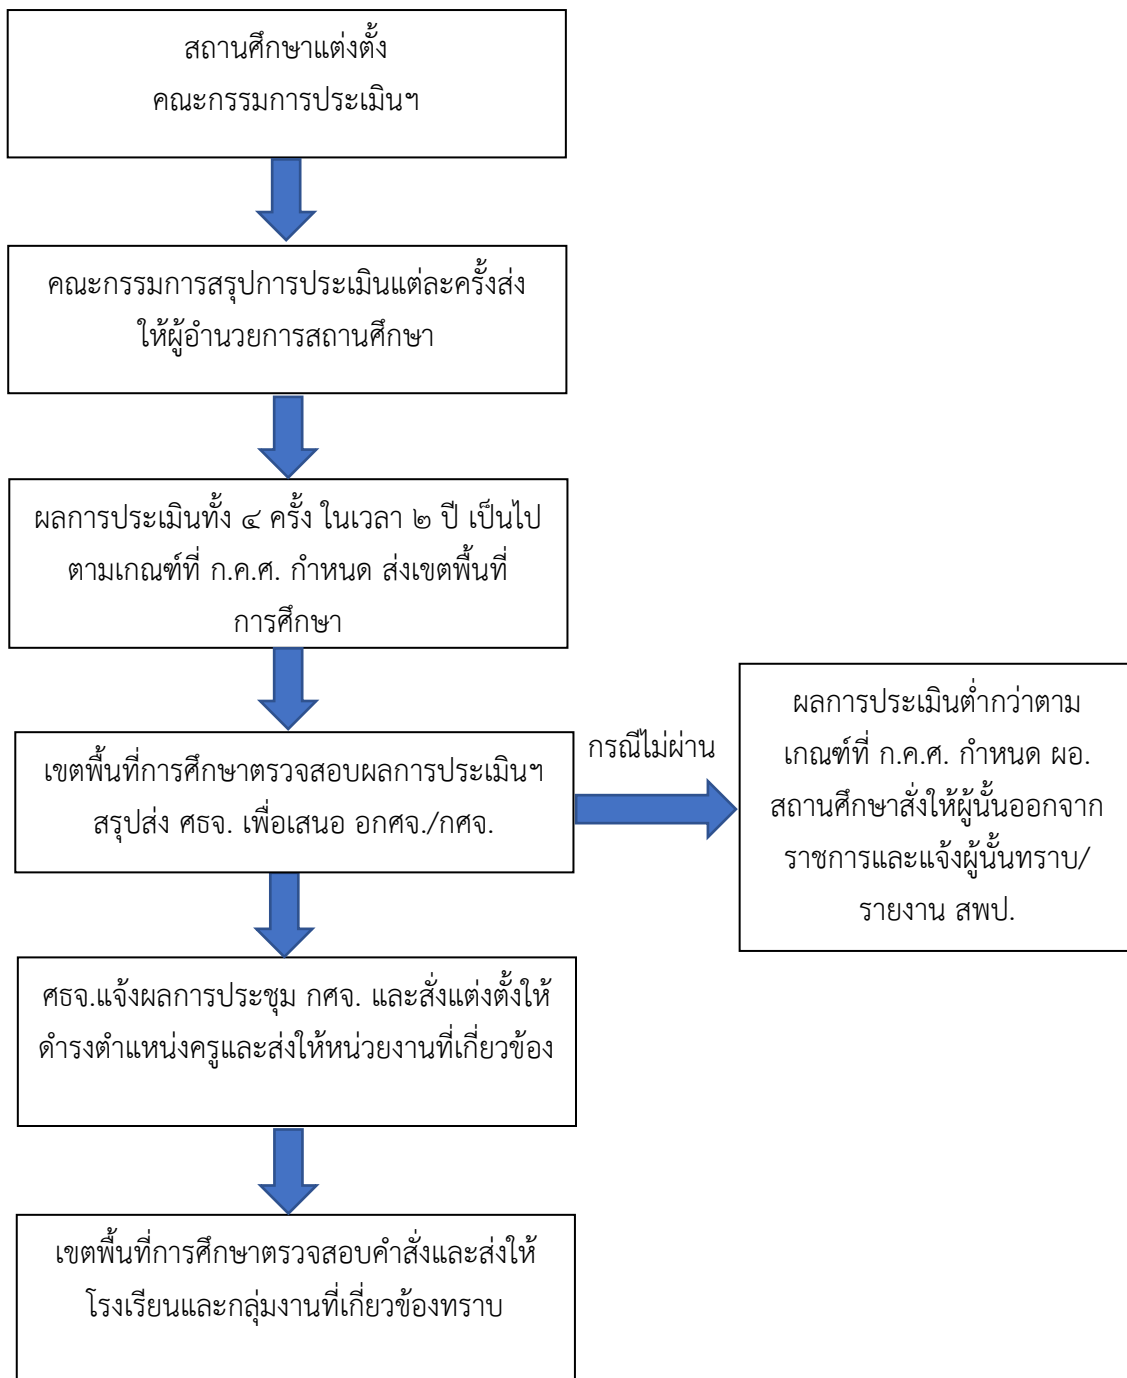 สถานศึกษาแต่งตั้ง
คณะกรรมการประเมินฯ
คณะกรรมการสรุปการประเมินแต่ละครั้งส่ง
ให้ผู้อำนวยการสถานศึกษา
ผลการประเมินทั้ง ๔ ครั้ง ในเวลา ๒ ปี เป็นไป
ตามเกณฑ์ที่ ก.ค.ศ. กำหนด ส่งเขตพื้นที่
การศึกษา
เขตพื้นที่การศึกษาตรวจสอบผลการประเมินฯ
สรุปส่ง ศธจ. เพื่อเสนอ อกศจ./กศจ.
กรณีไม่ผ่าน
ผลการประเมินต่ำกว่าตาม
เกณฑ์ที่ ก.ค.ศ. กำหนด ผอ.
สถานศึกษาสั่งให้ผู้นั้นออกจาก
ราชการและแจ้งผู้นั้นทราบ/
รายงาน สพป.
ศธจ.แจ้งผลการประชุม กศจ. และสั่งแต่งตั้งให้
ดำรงตำแหน่งครูและส่งให้หน่วยงานที่เกี่ยวข้อง
เขตพื้นที่การศึกษาตรวจสอบคำสั่งและส่งให้
โรงเรียนและกลุ่มงานที่เกี่ยวข้องทราบ